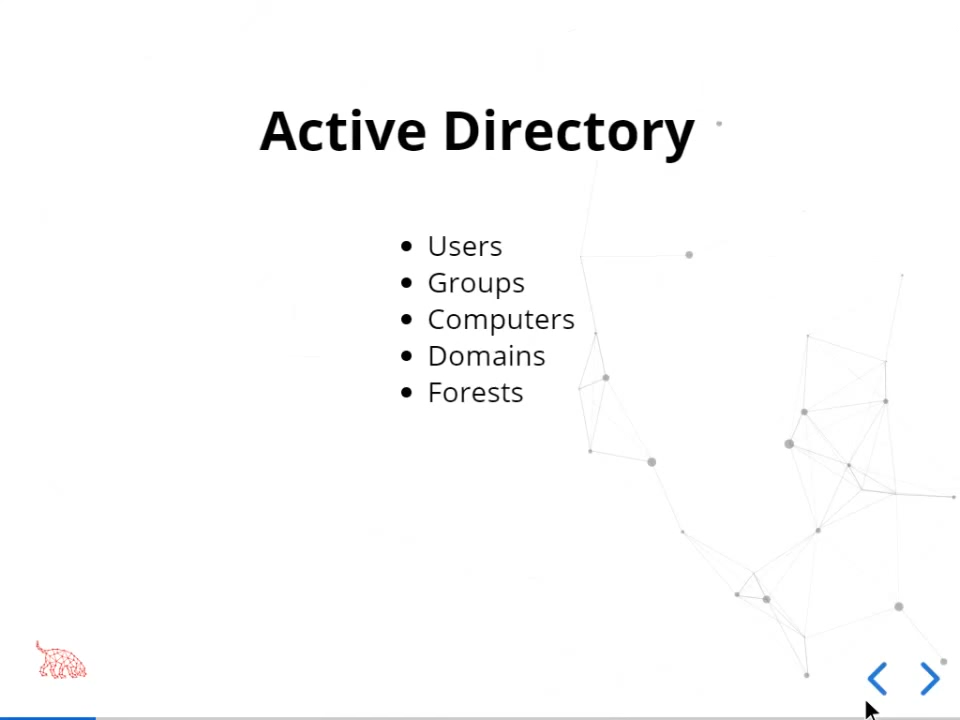 Active Directory
Users
Groups
Computers
Domains
Forests